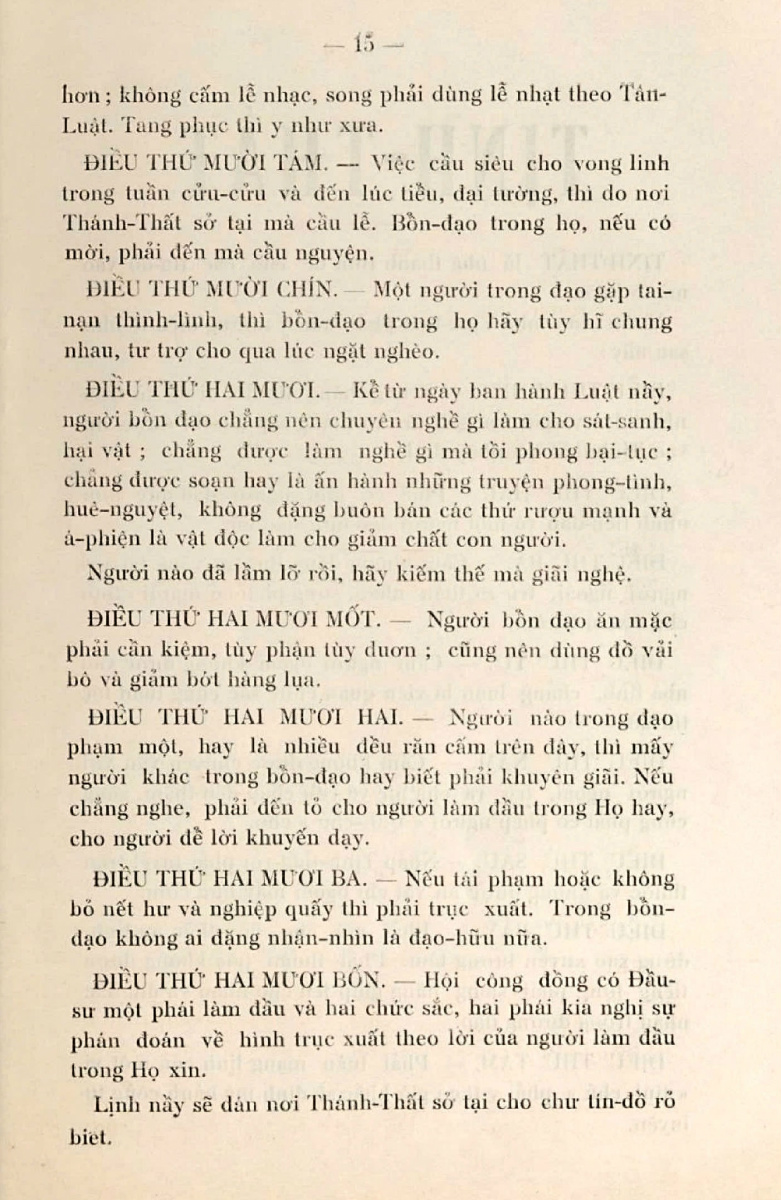 — 15 —
hơn ; không cấm lễ nhạc, song phải dùng lễ nhạt theo Tân-
Luật. Tang phục thì y như xưa.
ĐIỀU THỨ MƯỜI TÁM. — Việc cầu siêu cho vong linh
trong tuần cửu-cửu và đến lúc tiểu, đại tường, thì do nơi
Thánh-Thất sở tại mà cầu lễ. Bổn-đạo trong họ, nếu có
mời, phải đến mà cầu nguyện.
ĐIỀU THỨ MƯỜI CHÍN. — Một người trong đạo gặp tai-
nạn thình-lình, thì bổn-đạo trong họ hãy tùy hĩ chung
nhau, tư trợ cho qua lúc ngặt nghèo.
ĐIỀU THỨ HAI MƯƠI. — Kể từ ngày ban hành Luật nầy,
người bổn đạo chẳng nên chuyên nghề gì làm cho sát-sanh,
hại vật ; chẳng được làm nghề gì mà tồi phong bại-tục ;
chẳng được soạn hay là ấn hành những truyện phong-tình,
huê-nguyệt, không đặng buôn bán các thứ rượu mạnh và
á-phiện là vật độc làm cho giảm chất con người.
Người nào đã lầm lỡ rồi, hãy kiếm thế mà giãi nghệ.
ĐIỀU THỨ HAI MƯƠI MỐT. — Người bổn đạo ăn mặc
phải cần kiệm, tùy phận tùy duơn ; cũng nên dùng đồ vải
bô và giảm bớt hàng lụa.
ĐIỀU THỨ HAI MƯƠI HAI. — Người nào trong đạo
phạm một, hay là nhiều đều răn cấm trên đây, thì mấy
người khác trong bổn-đạo hay biết phải khuyên giãi. Nếu
chẳng nghe, phải đến tỏ cho người làm đầu trong Họ hay,
cho người để lời khuyến dạy.
ĐIỀU THỨ HAI MƯƠI BA. — Nếu tái phạm hoặc không
bỏ nết hư và nghiệp quấy thì phải trục xuất. Trong bổn-
đạo không ai đặng nhận-nhìn là đạo-hữu nữa.
ĐIỀU THỨ HAI MƯƠI BỐN. — Hội công đồng có Đầu-
sư một phái làm đầu và hai chức sắc, hai phái kia nghị sự
phán đoán về hình trục xuất theo lời của người làm đầu
trong Họ xin.
Lịnh nầy sẽ dán nơi Thánh-Thất sở tại cho chư tín-đồ rỏ
biết.